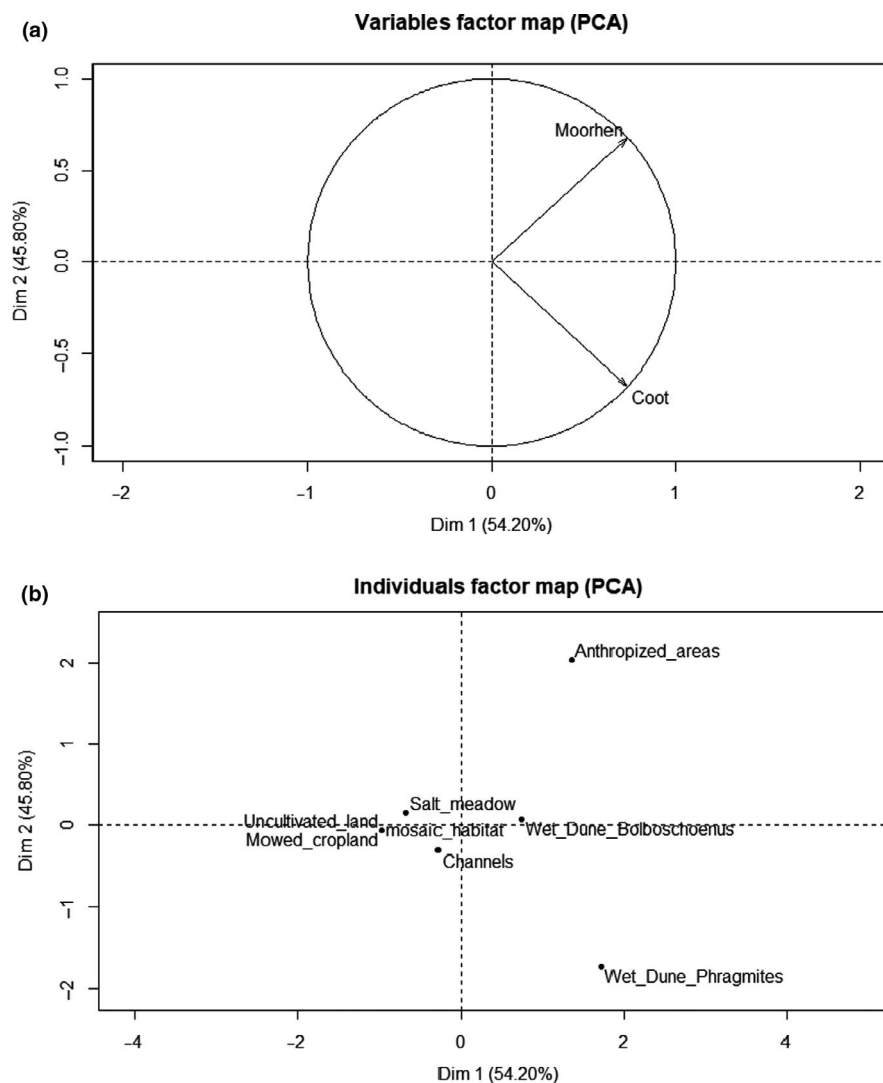 (a)
Variables factor map (PCA)
Dim 2 (45.80%)
1.0
0.5
0.0
−0.5
−1.0
Moorhen
Coot
−2
−1
0
1
2
Dim 1 (54.20%)
(b)
Individuals factor map (PCA)
Dim 2 (45.80%)
2
1
0
−1
−2
Anthropized_areas
Salt_meadow
Uncultivated_land
mosaic_habitat
Wet_Dune_Bolboschoenus
Mowed_cropland
Channels
Wet_Dune_Phragmites
−4
−2
0
2
4
Dim 1 (54.20%)